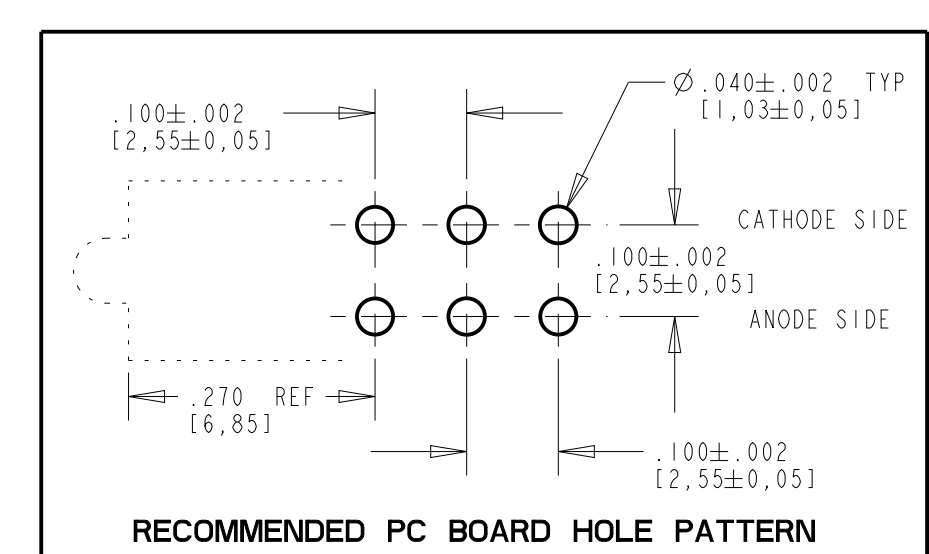 Ø .040±.002 TYP
[1,03±0,05]
.100±.002
[2,55±0,05]
CATHODE SIDE
.100±.002
[2,55±0,05]
ANODE SIDE
.270 REF
[6,85]
.100±.002
[2,55±0,05]
RECOMMENDED PC BOARD HOLE PATTERN